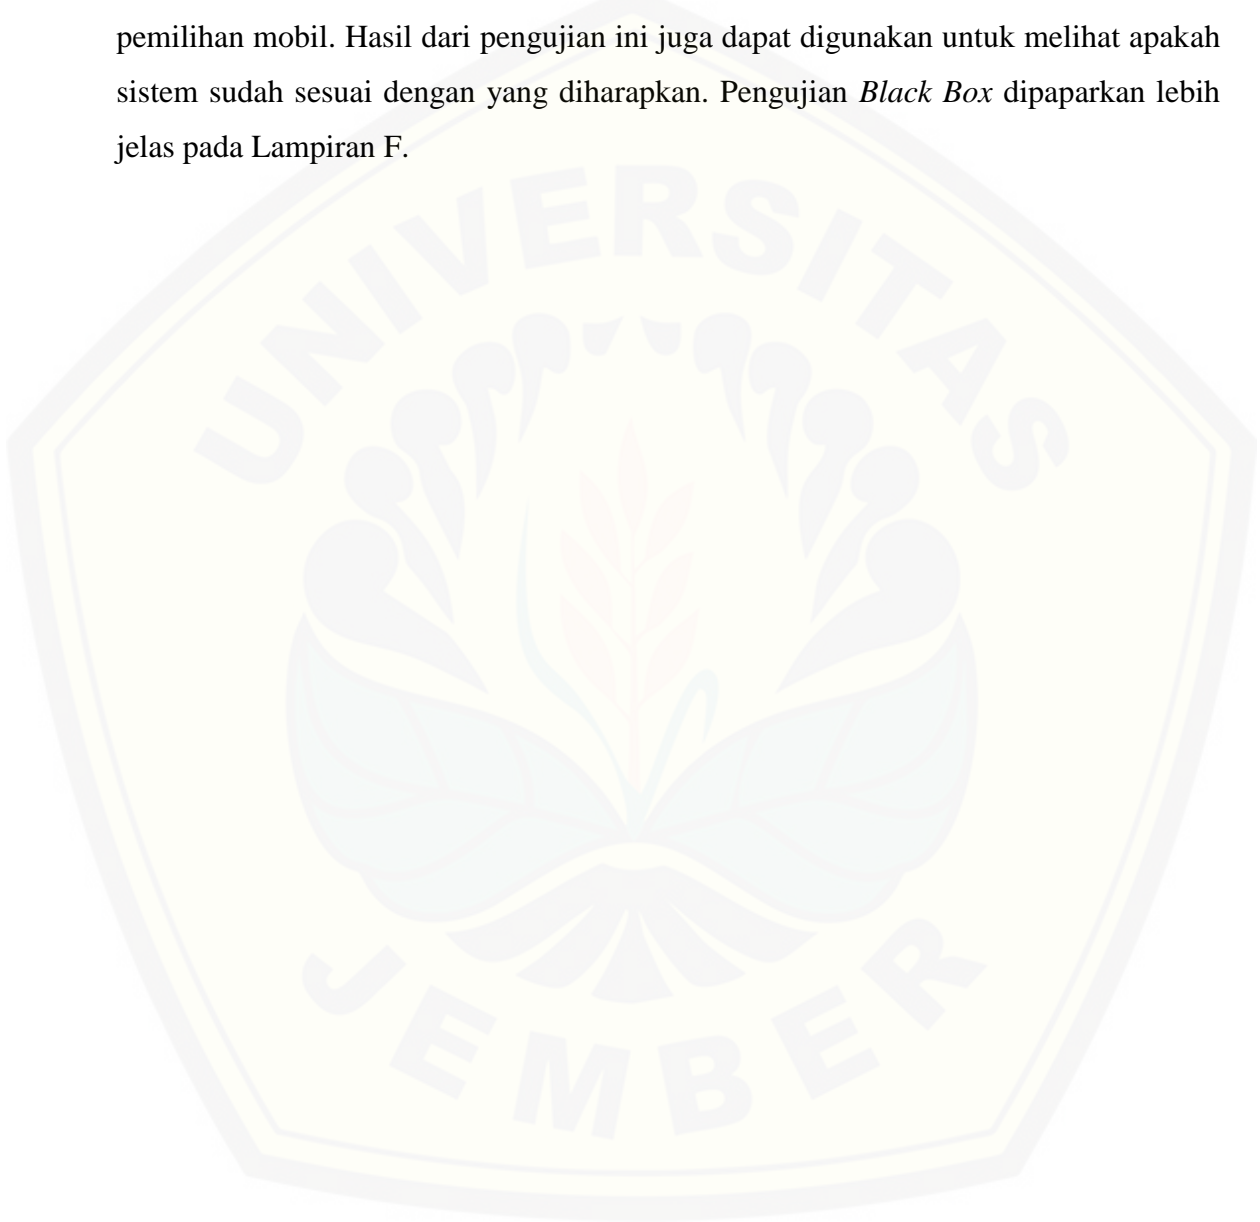 pemilihan mobil. Hasil dari pengujian ini juga dapat digunakan untuk melihat apakah
sistem sudah sesuai dengan yang diharapkan. Pengujian Black Box dipaparkan lebih
jelas pada Lampiran F.
UNIVERSITAS
JEMBER